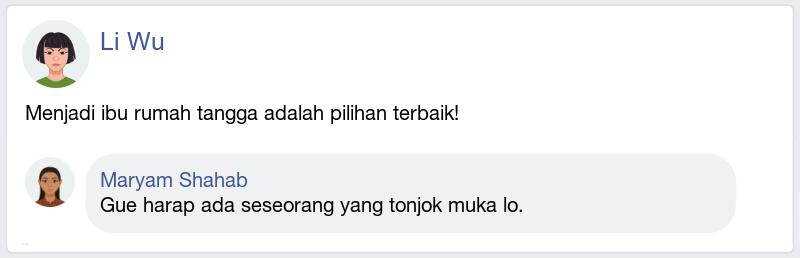 Li Wu
Menjadi ibu rumah tangga adalah pilihan terbaik!
Maryam Shahab
Gue harap ada seseorang yang tonjok muka lo.